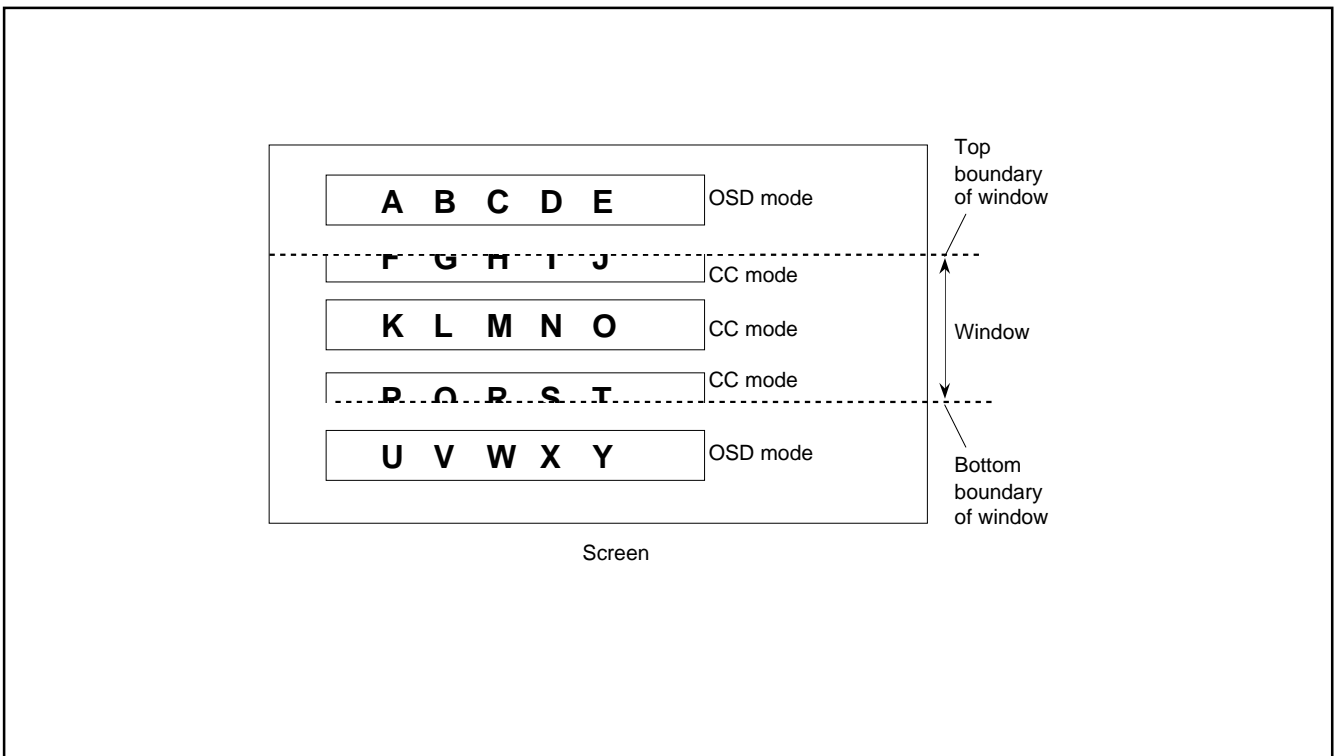 Top
boundary
of window
A B C D E OSD mode
F G H I J CC mode
K L M N O CC mode
Window
P Q R S T CC mode
U V W X Y OSD mode
Bottom
boundary
of window
Screen